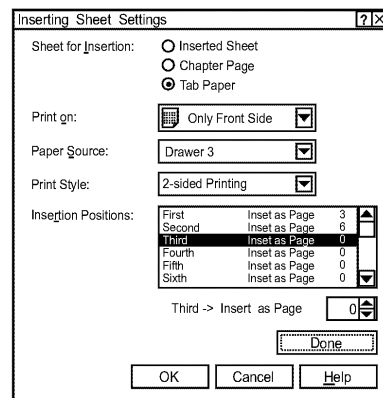 Inserting Sheet Settings ? X
Sheet for Insertion: Inserted Sheet
Chapter Page
Tab Paper
Print on: Only Front Side
Paper Source: Drawer 3
Print Style: 2-sided Printing
Insertion Positions: First Inset as Page 3
Second Inset as Page 6
Third Inset as Page 0
Fourth Inset as Page 0
Fifth Inset as Page 0
Sixth Inset as Page 0
Third -> Insert as Page 0
Done
OK Cancel Help